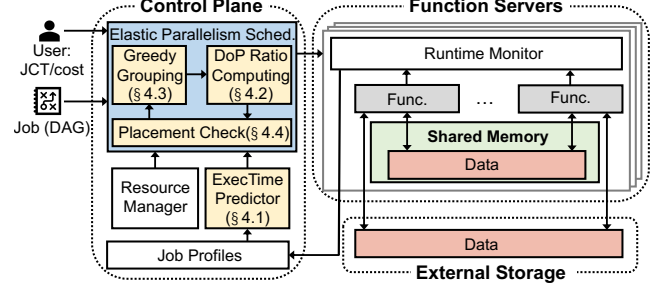 Control Plane
Function Servers
User:
JCT/cost
Job (DAG)
Elastic Parallelism Sched.
Greedy
Grouping
(§ 4.3)
DoP Ratio
Computing
(§ 4.2)
Placement Check(§ 4.4)
Resource
Manager
ExecTime
Predictor
(§ 4.1)
Job Profiles
Runtime Monitor
Func.
...
Func.
Shared Memory
Data
Data
External Storage